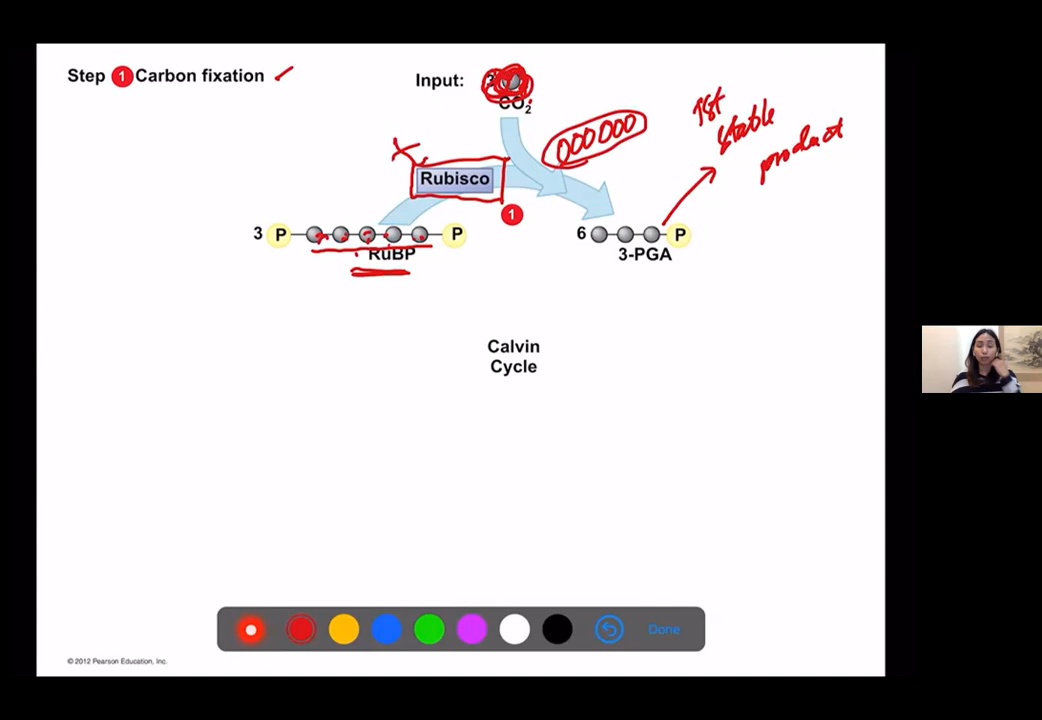 Step 1 Carbon fixation
Input: 3
CO2
1st
stable
product
Rubisco
1
3 P P
RuBP
6 P
3-PGA
Calvin
Cycle
Done
© 2012 Pearson Education, Inc.